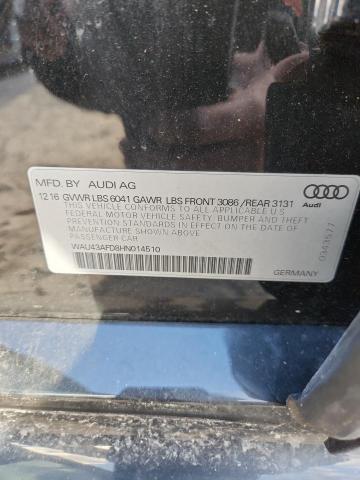 MFD. BY AUDI AG
12 16 GVWR LBS 6041 GAWR LBS FRONT 3086 /REAR 3131
THIS VEHICLE CONFORMS TO ALL APPLICABLE U S
FEDERAL MOTOR VEHICLE SAFETY, BUMPER AND THEFT
PREVENTION STANDARDS IN EFFECT ON THE DATE OF
MANUFACTURE SHOWN ABOVE
PASSENGER CAR
WAU43AFD8HN014510
GERMANY
Audi
0343577